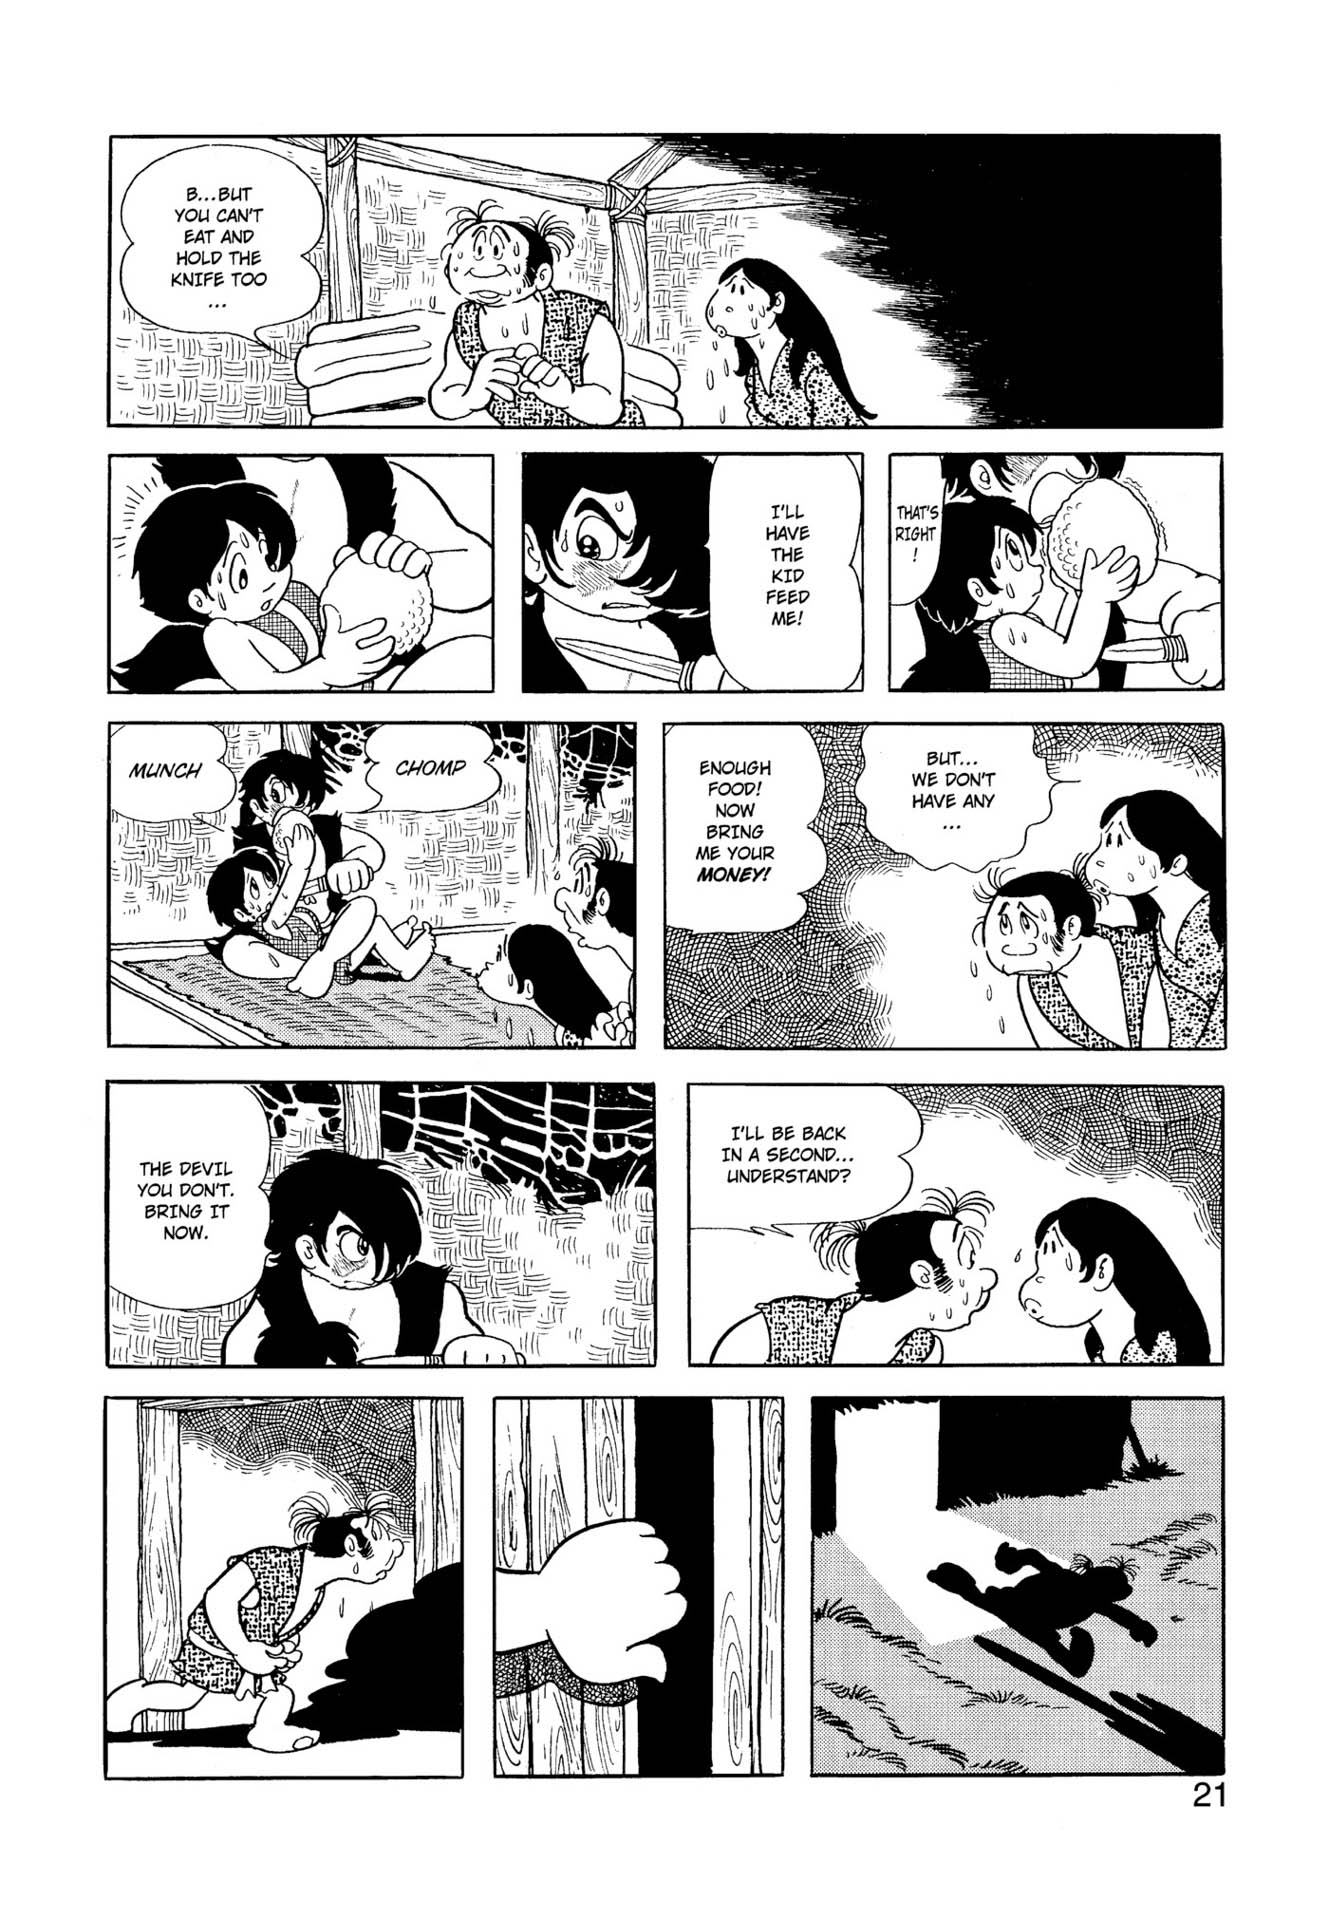 B...BUT
YOU CAN'T
EAT AND
HOLD THE
KNIFE TOO
...
I'LL
HAVE
THE
KID
FEED
ME!
THAT'S
RIGHT
!
MUNCH
CHOMP
ENOUGH
FOOD!
NOW
BRING
ME YOUR
MONEY!
BUT...
WE DON'T
HAVE ANY
...
THE DEVIL
YOU DON'T.
BRING IT
NOW.
I'LL BE BACK
IN A SECOND...
UNDERSTAND?
21